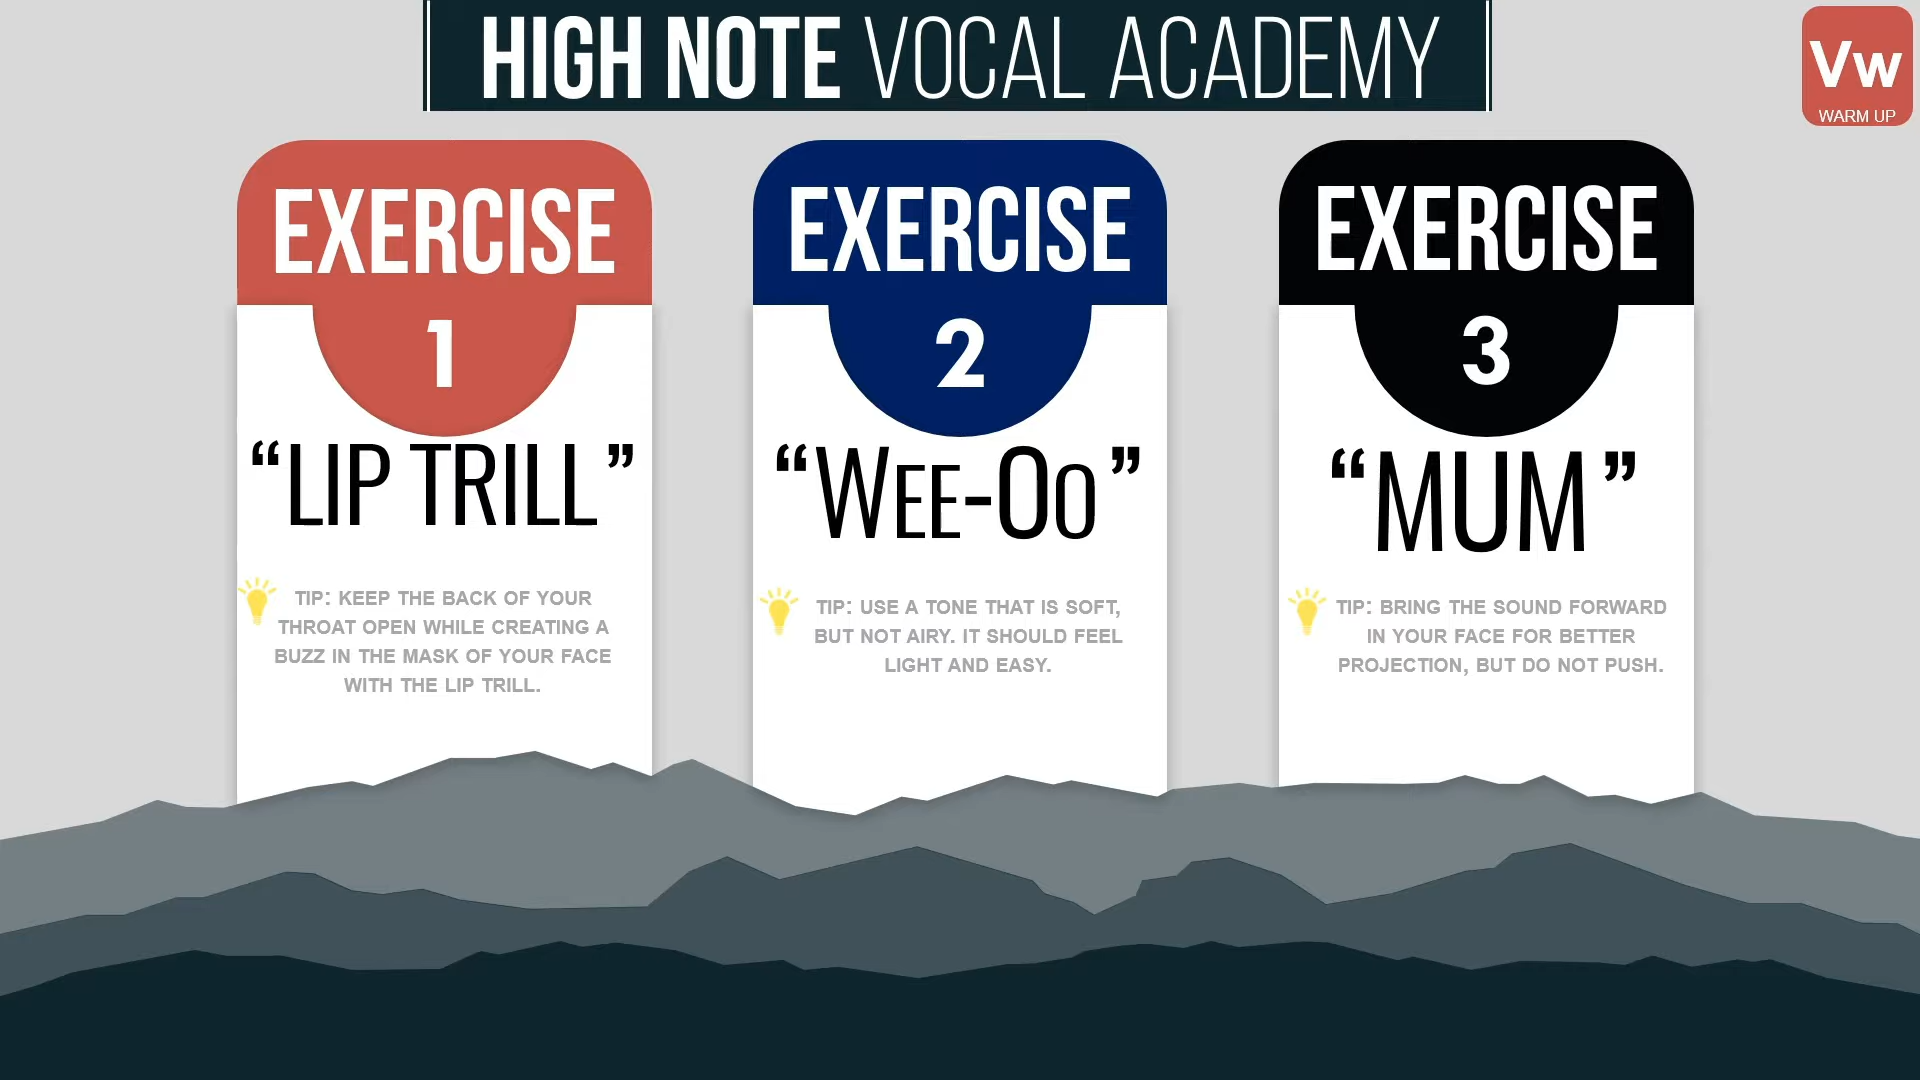 HIGH NOTE VOCAL ACADEMY
Vw
WARM UP
EXERCISE
1
“LIP TRILL”
TIP: KEEP THE BACK OF YOUR
THROAT OPEN WHILE CREATING A
BUZZ IN THE MASK OF YOUR FACE
WITH THE LIP TRILL.
EXERCISE
2
“WEE-OO”
TIP: USE A TONE THAT IS SOFT,
BUT NOT AIRY. IT SHOULD FEEL
LIGHT AND EASY.
EXERCISE
3
“MUM”
TIP: BRING THE SOUND FORWARD
IN YOUR FACE FOR BETTER
PROJECTION, BUT DO NOT PUSH.